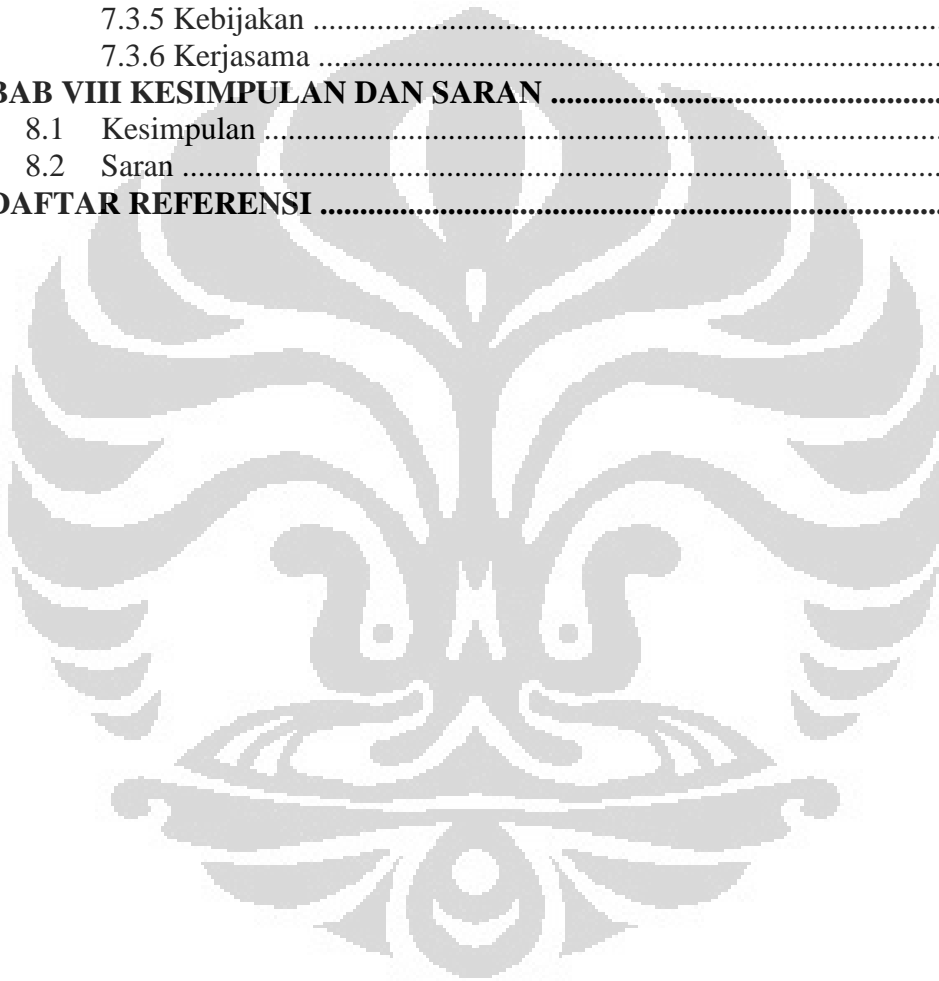 7.3.5 Kebijakan ................................................................................
7.3.6 Kerjasama ................................................................................
BAB VIII KESIMPULAN DAN SARAN ..................................................
8.1 Kesimpulan ......................................................................................
8.2 Saran ................................................................................................
DAFTAR REFERENSI ................................................................................